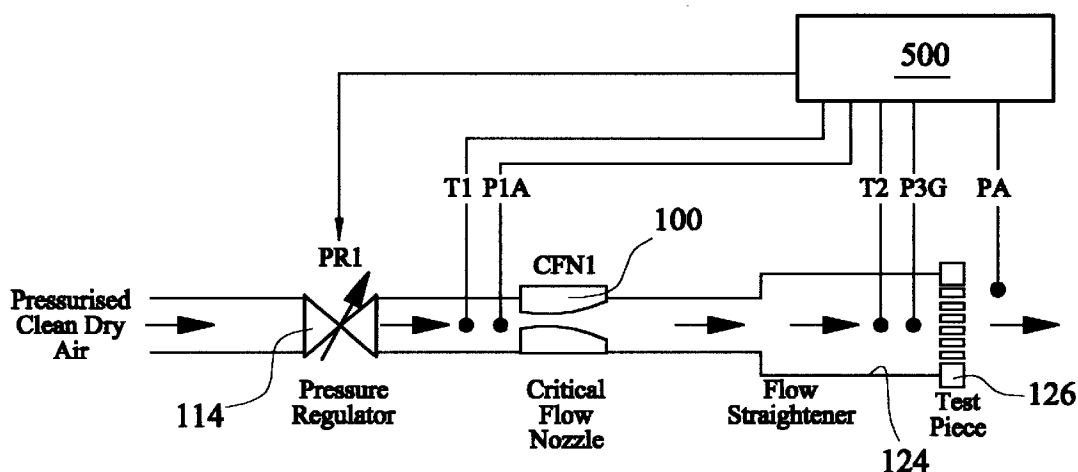 500
T1
P1A
T2
P3G
PA
100
PR1
CFN1
Pressurised
Clean Dry
Air
114
Pressure
Regulator
Critical
Flow
Nozzle
Flow
Straightener
124
Test
Piece
126